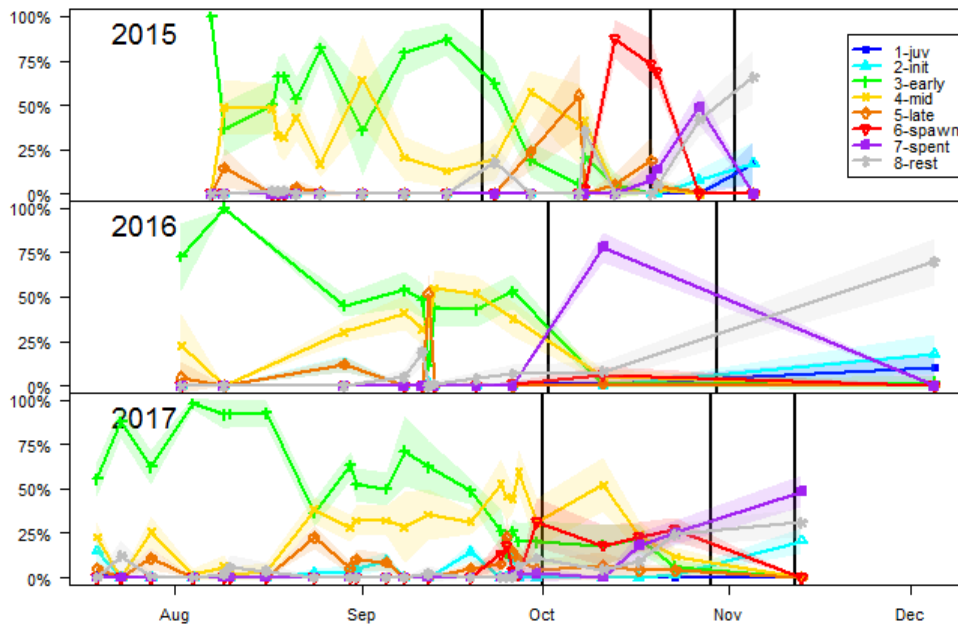 100%
75%
50%
25%
0%
2015
1-juv
2-init
3-early
4-mid
5-late
6-spawn
7-spent
8-rest
100%
75%
50%
25%
0%
2016
100%
75%
50%
25%
0%
2017
Aug Sep Oct Nov Dec